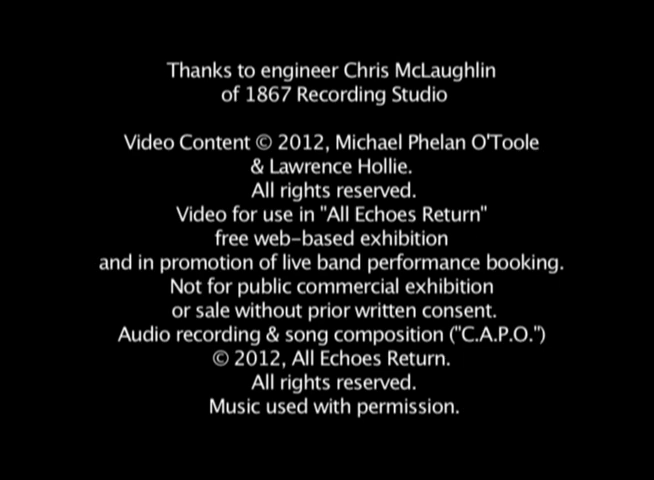 Thanks to engineer Chris McLaughlin
of 1867 Recording Studio
Video Content © 2012, Michael Phelan O'Toole
& Lawrence Hollie.
All rights reserved.
Video for use in "All Echoes Return"
free web-based exhibition
and in promotion of live band performance booking.
Not for public commercial exhibition
or sale without prior written consent.
Audio recording & song composition ("C.A.P.O.")
© 2012, All Echoes Return.
All rights reserved.
Music used with permission.